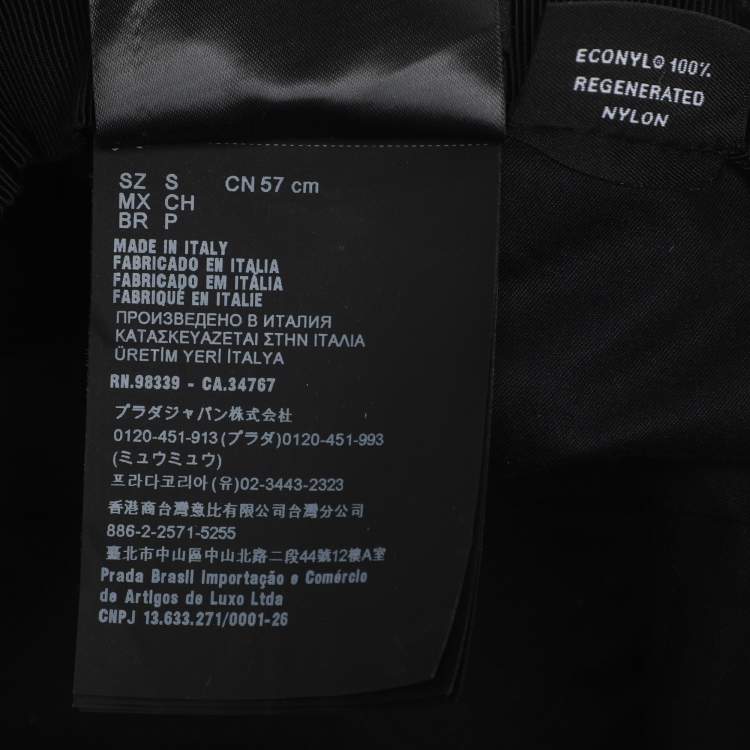 ECONYL® 100%
REGENERATED
NYLON
SZ S CN 57 cm
MX CH
BR P
MADE IN ITALY
FABRICADO EN ITALIA
FABRICADO EM ITÁLIA
FABRIQUÉ EN ITALIE
ПРОИЗВЕДЕНО В ИТАЛИЯ
ΚΑΤΑΣΚΕΥΑΖΕΤΑΙ ΣΤΗΝ ΙΤΑΛΙΑ
ÜRETİM YERİ İTALYA
RN.98339 - CA.34767
プラダジャパン株式会社
0120-451-913(プラダ)0120-451-993
(ミュウミュウ)
프라다코리아(유)02-3443-2323
香港商台灣意比有限公司台灣分公司
886-2-2571-5255
臺北市中山區中山北路二段44號12樓A室
Prada Brasil Importação e Comércio
de Artigos de Luxo Ltda
CNPJ 13.633.271/0001-26